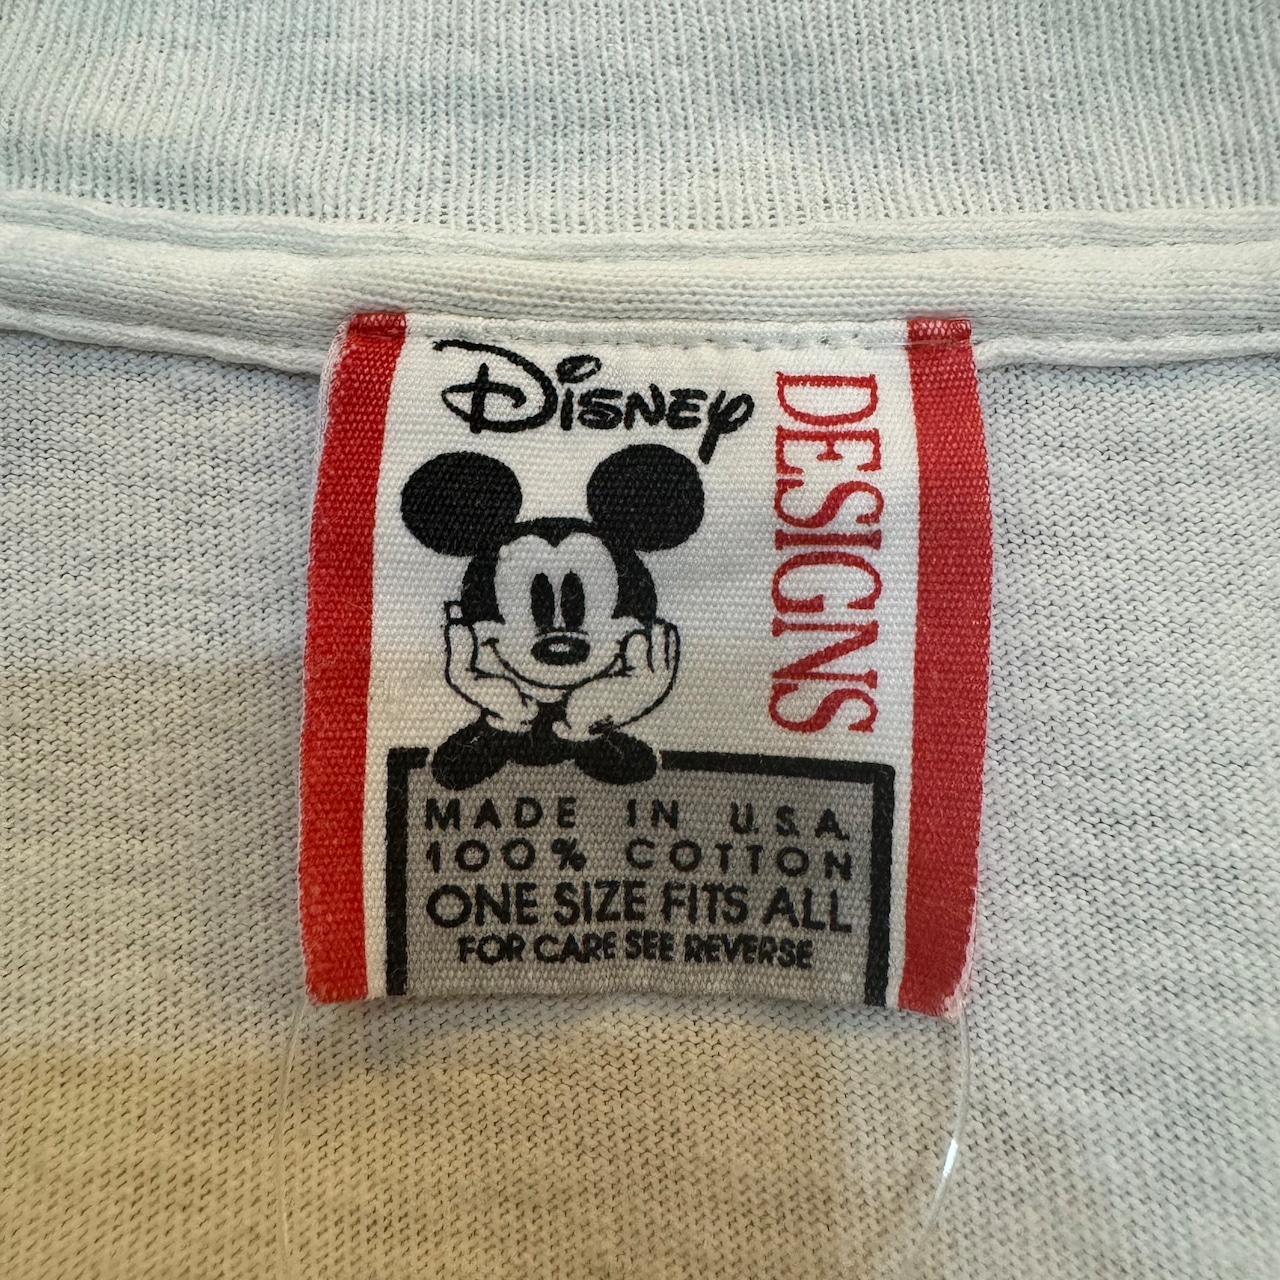 Disney
DESIGNS
MADE IN U.S.A.
100% COTTON
ONE SIZE FITS ALL
FOR CARE SEE REVERSE